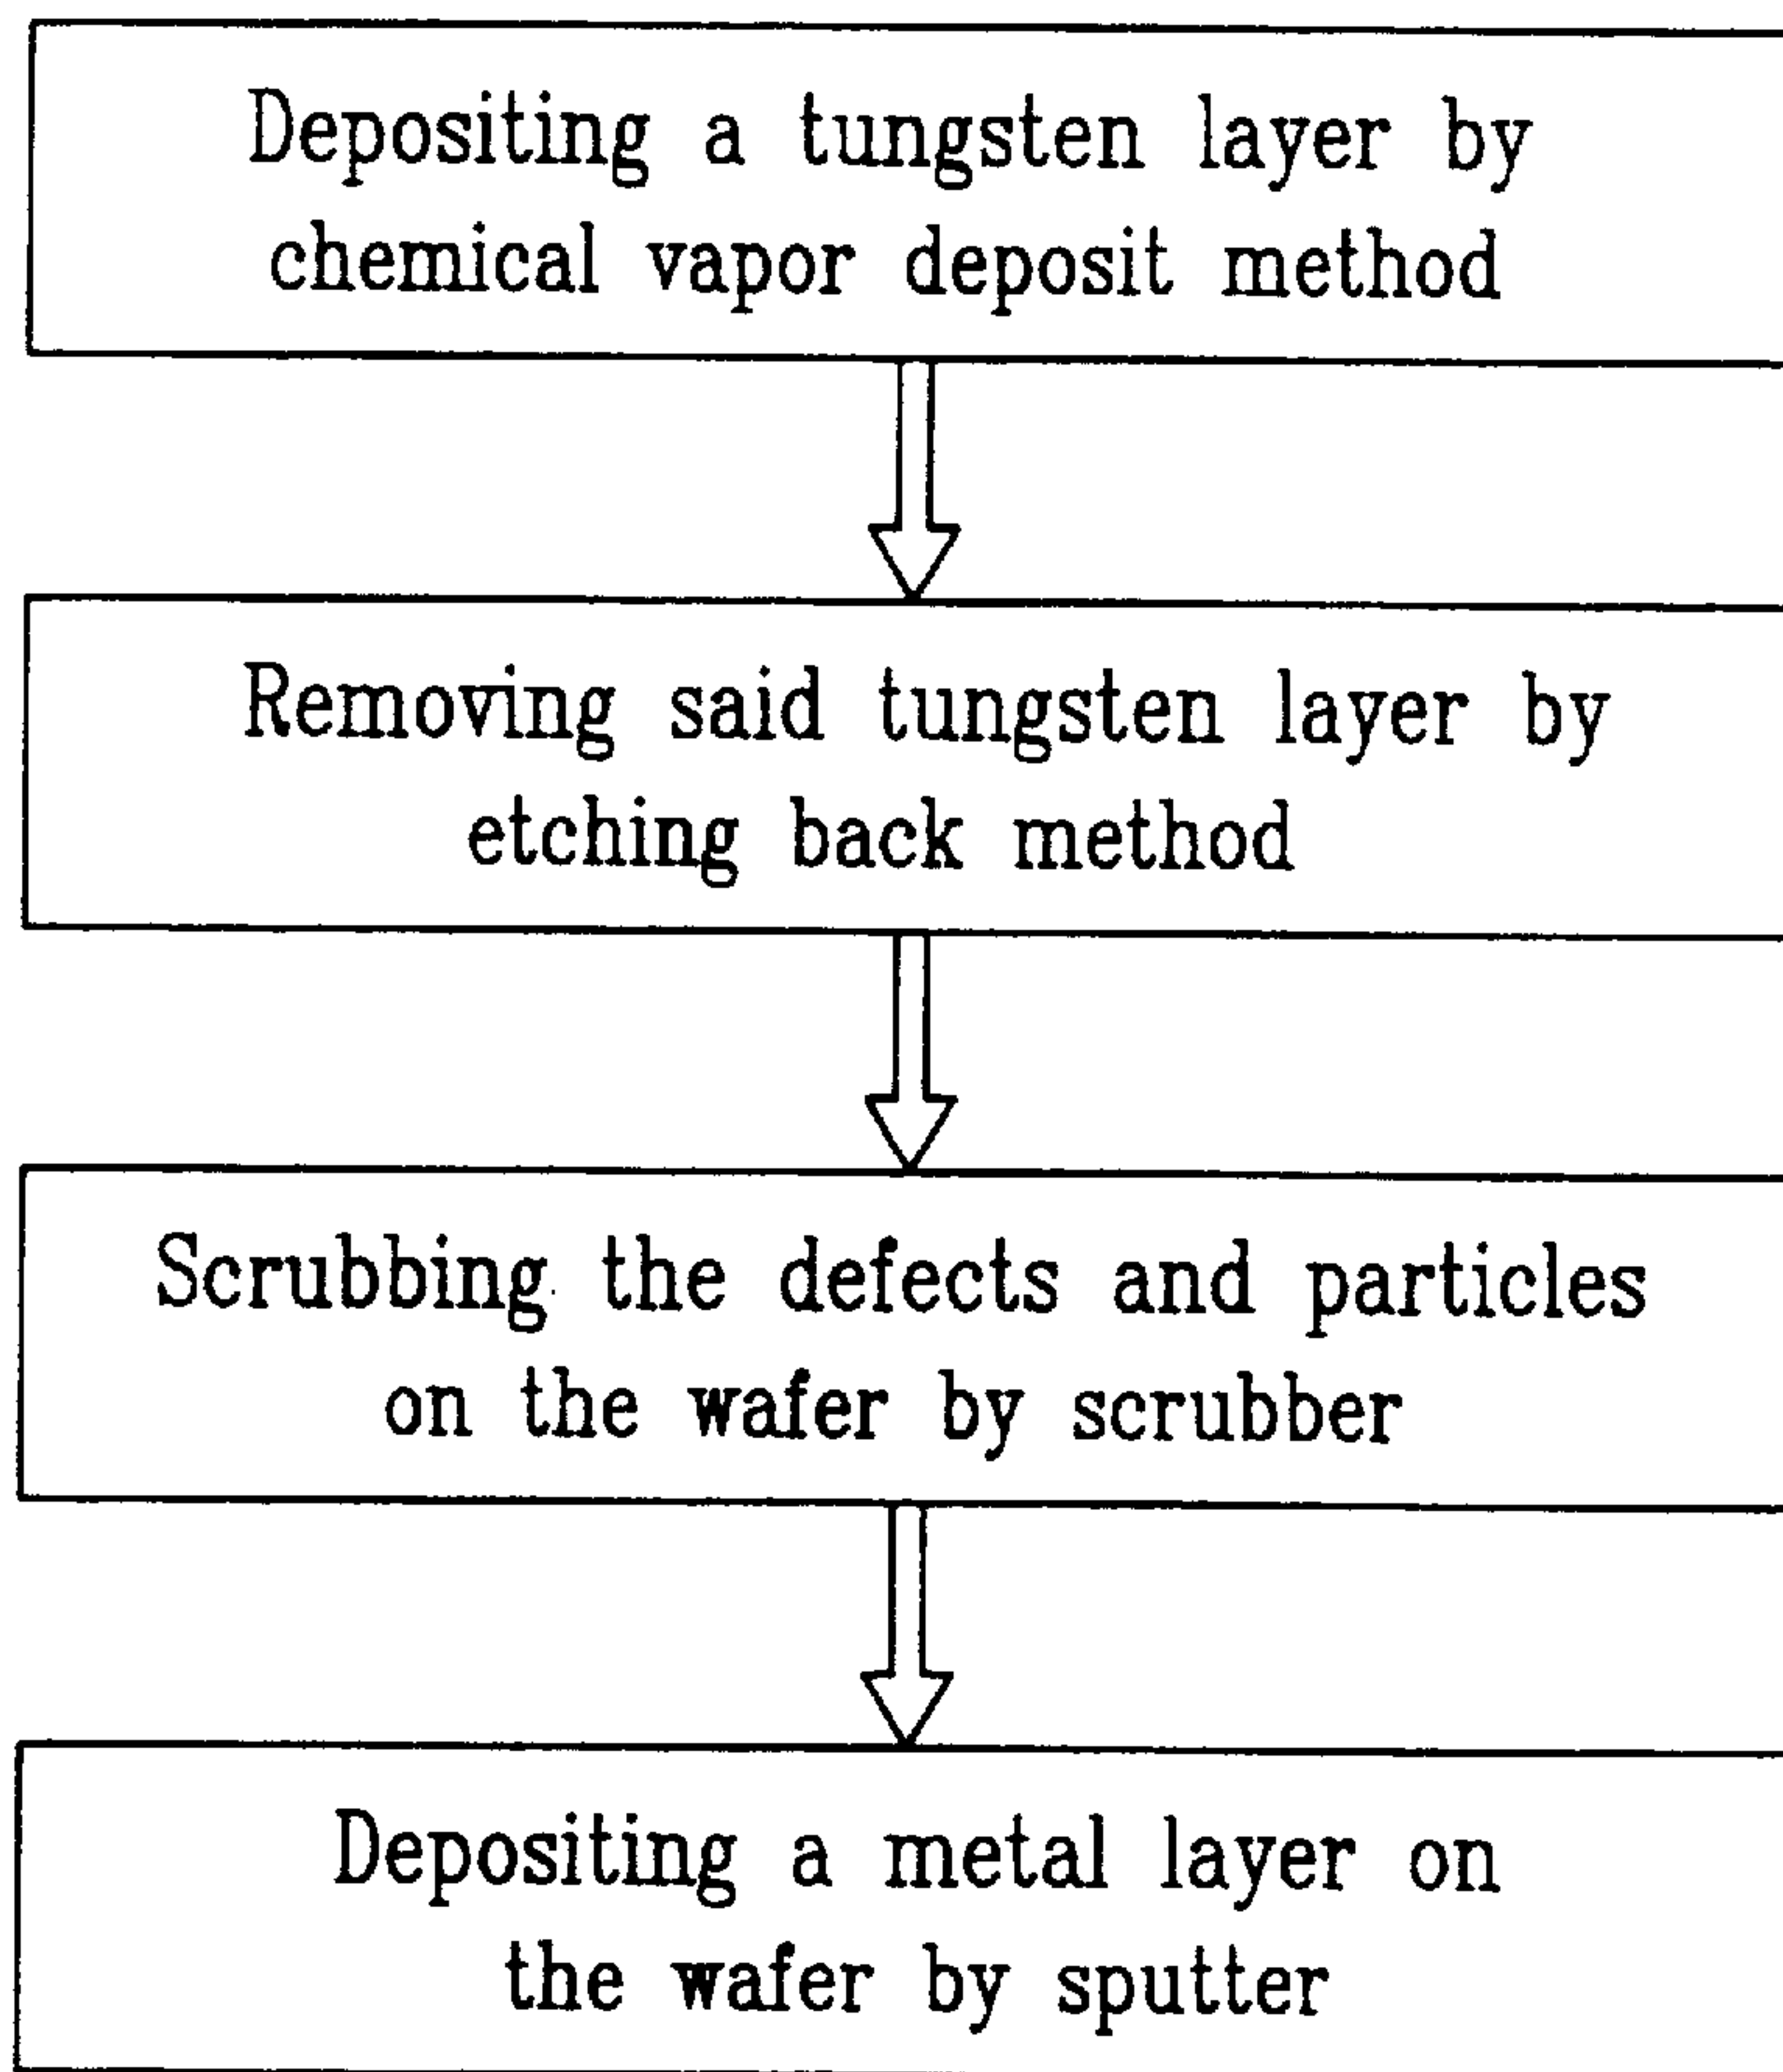 Depositing a tungsten layer by
chemical vapor deposit method
Removing said tungsten layer by
etching back method
Scrubbing the defects and particles
on the wafer by scrubber
Depositing a metal layer on
the wafer by sputter